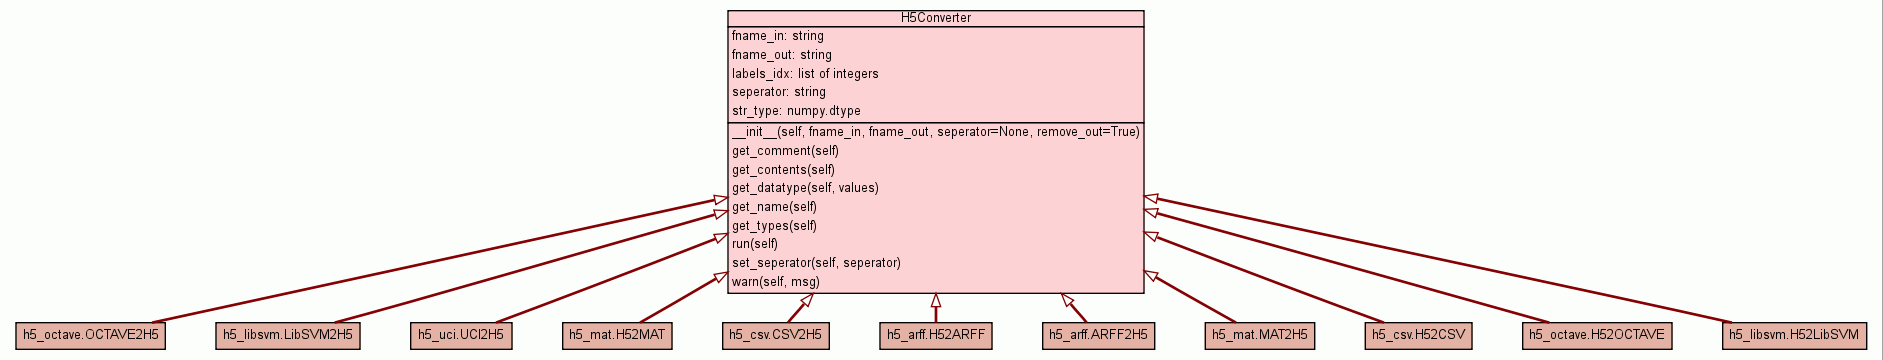 H5Converter
fname_in: string
fname_out: string
labels_idx: list of integers
seperator: string
str_type: numpy.dtype
__init__(self, fname_in, fname_out, seperator=None, remove_out=True)
get_comment(self)
get_contents(self)
get_datatype(self, values)
get_name(self)
get_types(self)
run(self)
set_seperator(self, seperator)
warn(self, msg)
h5_octave.OCTAVE2H5
h5_libsvm.LibSVM2H5
h5_uci.UCI2H5
h5_mat.H52MAT
h5_csv.CSV2H5
h5_arff.H52ARFF
h5_arff.ARFF2H5
h5_mat.MAT2H5
h5_csv.H52CSV
h5_octave.H52OCTAVE
h5_libsvm.H52LibSVM